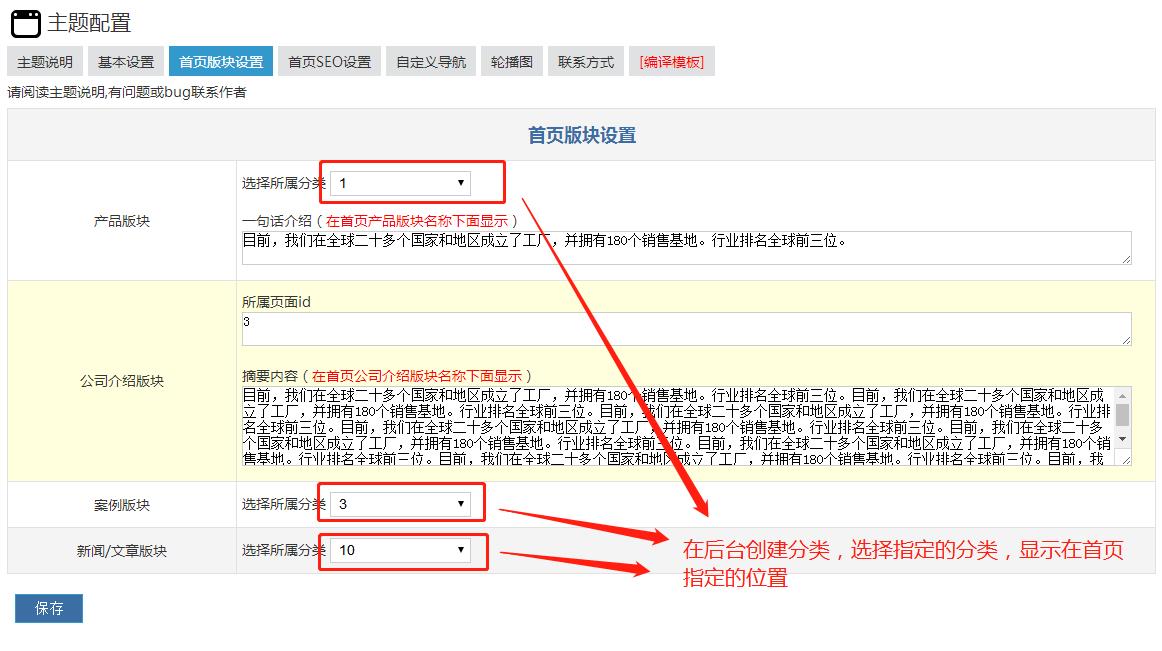 主题配置
主题说明 基本设置 首页版块设置 首页SEO设置 自定义导航 轮播图 联系方式 [编译模板]
请阅读主题说明,有问题或bug联系作者
首页版块设置
产品版块
选择所属分类 1
一句话介绍（在首页产品版块名称下面显示）
目前，我们在全球二十多个国家和地区成立了工厂，并拥有180个销售基地。行业排名全球前三位。
公司介绍版块
所属页面id
3
摘要内容（在首页公司介绍版块名称下面显示）
目前，我们在全球二十多个国家和地区成立了工厂，并拥有180个销售基地。行业排名全球前三位。目前，我们在全球二十多个国家和地区成
立了工厂，并拥有180个销售基地。行业排名全球前三位。目前，我们在全球二十多个国家和地区成立了工厂，并拥有180个销售基地。行业排
名全球前三位。目前，我们在全球二十多个国家和地区成立了工厂，并拥有180个销售基地。行业排名全球前三位。目前，我们在全球二十多
个国家和地区成立了工厂，并拥有180个销售基地。行业排名全球前三位。目前，我们在全球二十多个国家和地区成立了工厂，并拥有180个销
售基地。行业排名全球前三位。目前，我们在全球二十多个国家和地区成立了工厂，并拥有180个销售基地。行业排名全球前三位。目前，我
案例版块
选择所属分类 3
新闻/文章版块
选择所属分类 10
在后台创建分类，选择指定的分类，显示在首页
指定的位置
保存